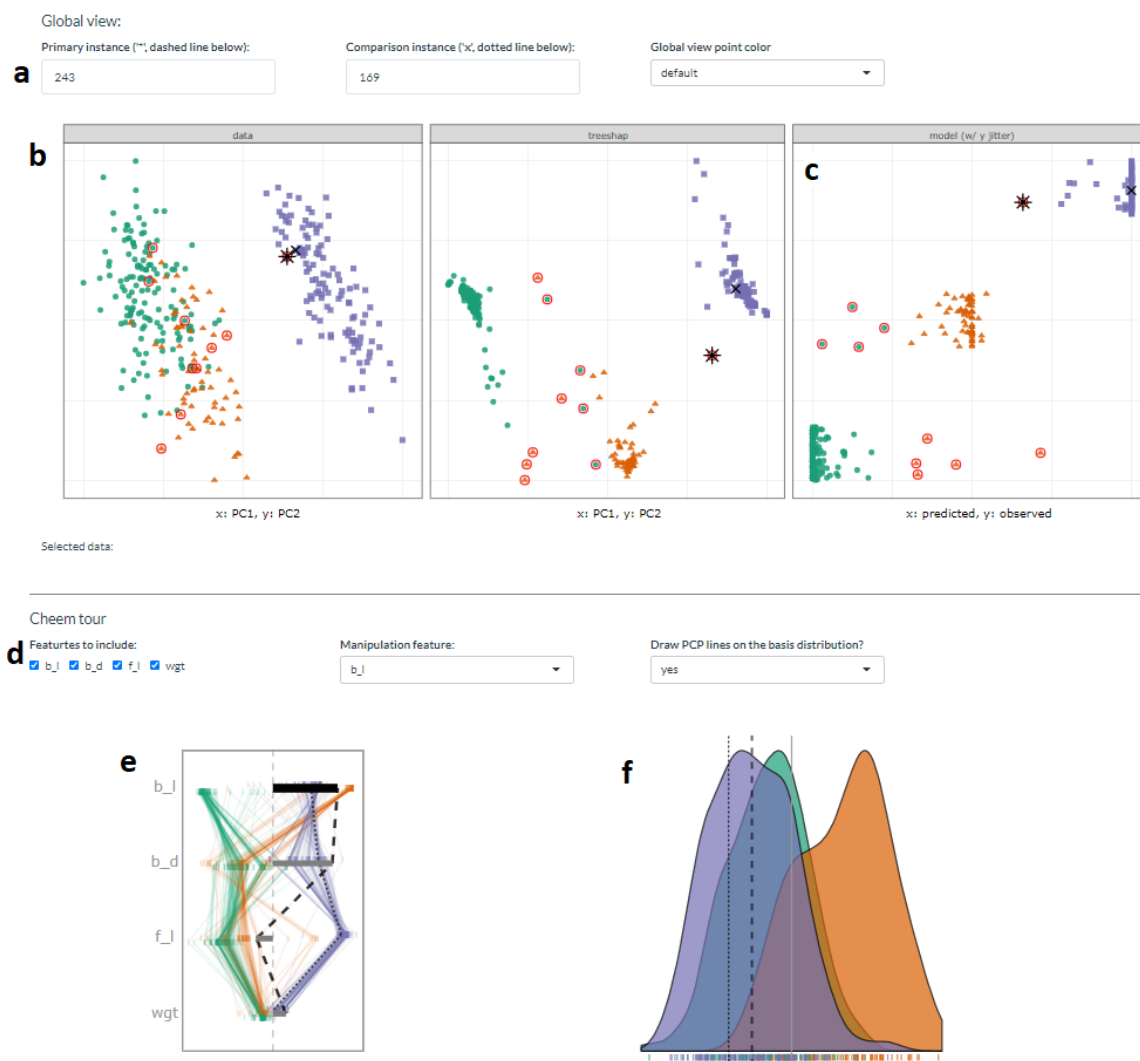 Global view:
Primary instance ('*', dashed line below):
Comparison instance ('x', dotted line below):
Global view point color
a
243
169
default
data
treeshap
model (w/ y jitter)
b
c
x: PC1, y: PC2
x: PC1, y: PC2
x: predicted, y: observed
Selected data:
Cheem tour
d
Featurtes to include:
Manipulation feature:
Draw PCP lines on the basis distribution?
b_l
b_d
f_l
wgt
b_l
yes
e
f
b_l
b_d
f_l
wgt